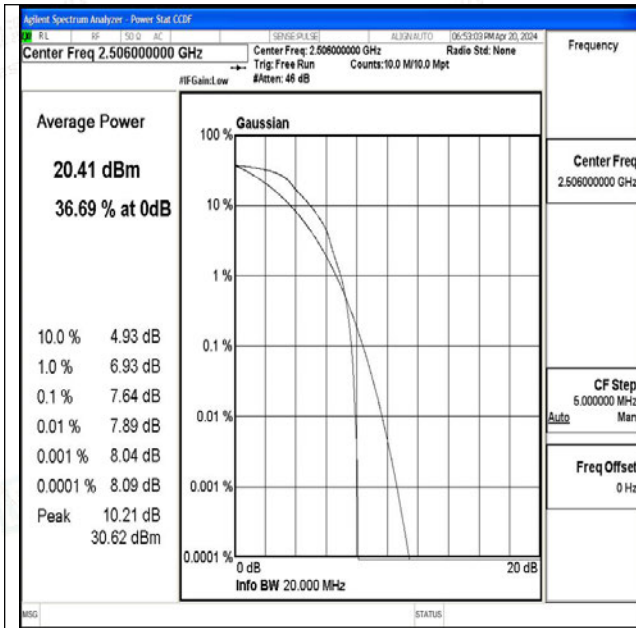 Agilent Spectrum Analyzer - Power Stat CCDF
RL RF 50 Ω AC SENSE:PULSE ALIGN AUTO 06:53:03 PM Apr 20, 2024
Center Freq 2.506000000 GHz
Center Freq: 2.506000000 GHz Radio Std: None
Trig: Free Run Counts:10.0 M/10.0 Mpt
#IFGain:Low #Atten: 46 dB
Frequency
Average Power
20.41 dBm
36.69 % at 0dB
10.0 % 4.93 dB
1.0 % 6.93 dB
0.1 % 7.64 dB
0.01 % 7.89 dB
0.001 % 8.04 dB
0.0001 % 8.09 dB
Peak 10.21 dB
30.62 dBm
Gaussian
100 %
10 %
1 %
0.1 %
0.01 %
0.001 %
0.0001 %
0 dB 20 dB
Info BW 20.000 MHz
Center Freq
2.506000000 GHz
CF Step
5.000000 MHz
Auto Man
Freq Offset
0 Hz
MSG STATUS